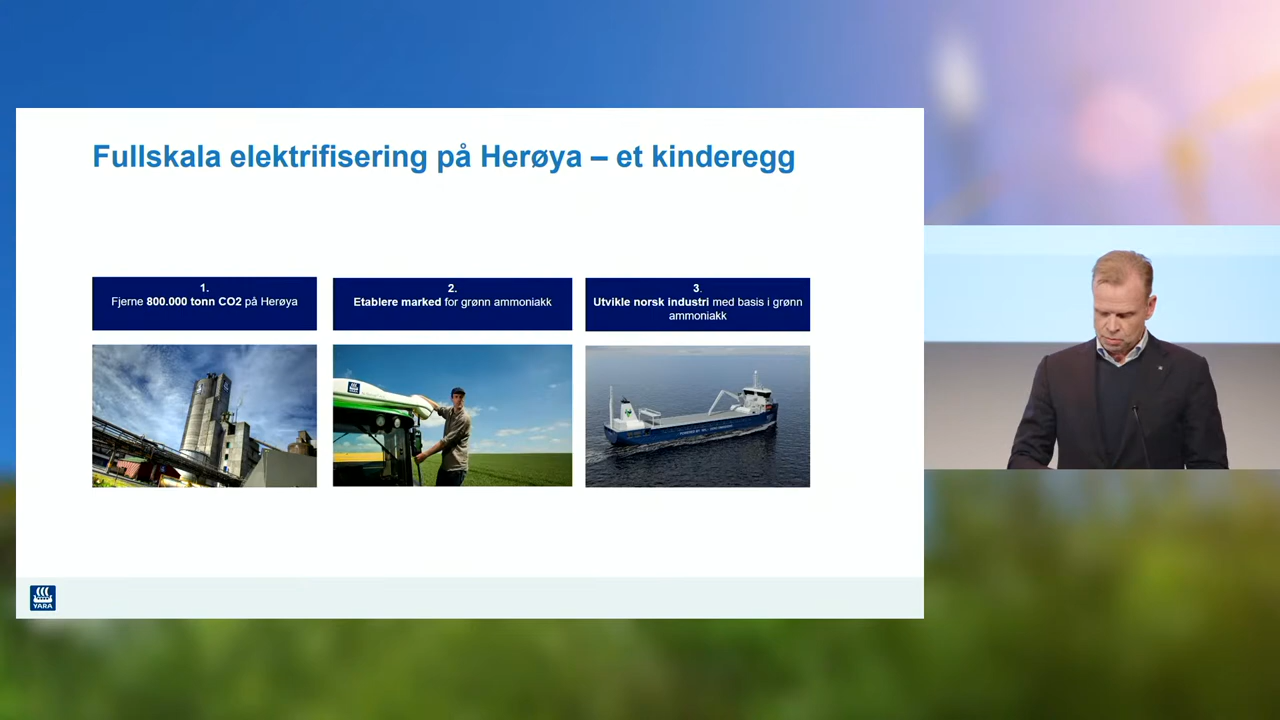 Fullskala elektrifisering på Herøya – et kinderegg
1.
Fjerne 800.000 tonn CO2 på Herøya
2.
Etablere marked for grønn ammoniakk
3.
Utvikle norsk industri med basis i grønn
ammoniakk
YARA